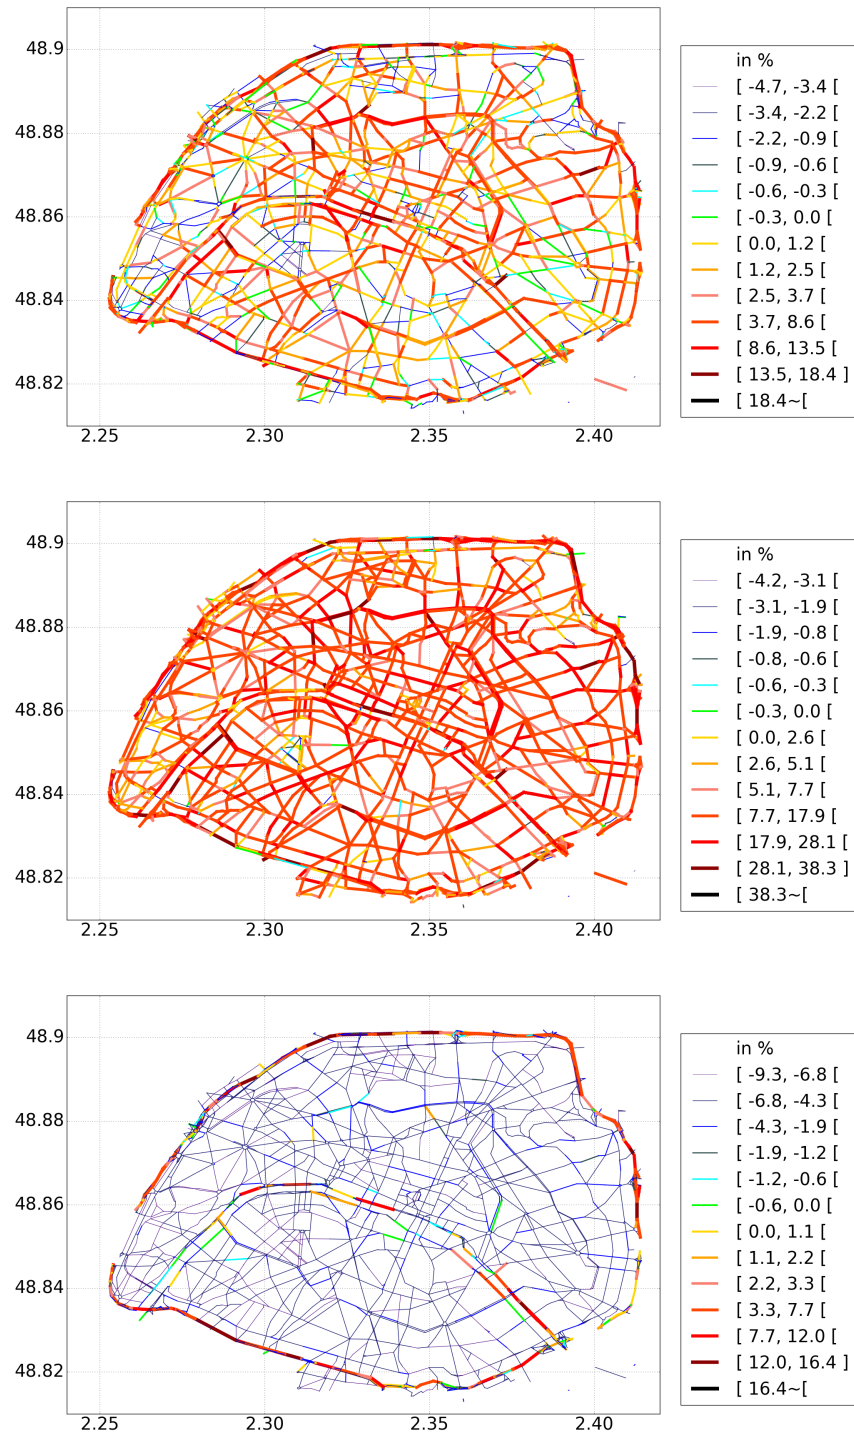 48.9
48.88
48.86
48.84
48.82
2.25 2.30 2.35 2.40
in %
[ -4.7, -3.4 [
[ -3.4, -2.2 [
[ -2.2, -0.9 [
[ -0.9, -0.6 [
[ -0.6, -0.3 [
[ -0.3, 0.0 [
[ 0.0, 1.2 [
[ 1.2, 2.5 [
[ 2.5, 3.7 [
[ 3.7, 8.6 [
[ 8.6, 13.5 [
[ 13.5, 18.4 ]
[ 18.4~[
48.9
48.88
48.86
48.84
48.82
2.25 2.30 2.35 2.40
in %
[ -4.2, -3.1 [
[ -3.1, -1.9 [
[ -1.9, -0.8 [
[ -0.8, -0.6 [
[ -0.6, -0.3 [
[ -0.3, 0.0 [
[ 0.0, 2.6 [
[ 2.6, 5.1 [
[ 5.1, 7.7 [
[ 7.7, 17.9 [
[ 17.9, 28.1 [
[ 28.1, 38.3 ]
[ 38.3~[
48.9
48.88
48.86
48.84
48.82
2.25 2.30 2.35 2.40
in %
[ -9.3, -6.8 [
[ -6.8, -4.3 [
[ -4.3, -1.9 [
[ -1.9, -1.2 [
[ -1.2, -0.6 [
[ -0.6, 0.0 [
[ 0.0, 1.1 [
[ 1.1, 2.2 [
[ 2.2, 3.3 [
[ 3.3, 7.7 [
[ 7.7, 12.0 [
[ 12.0, 16.4 ]
[ 16.4~[